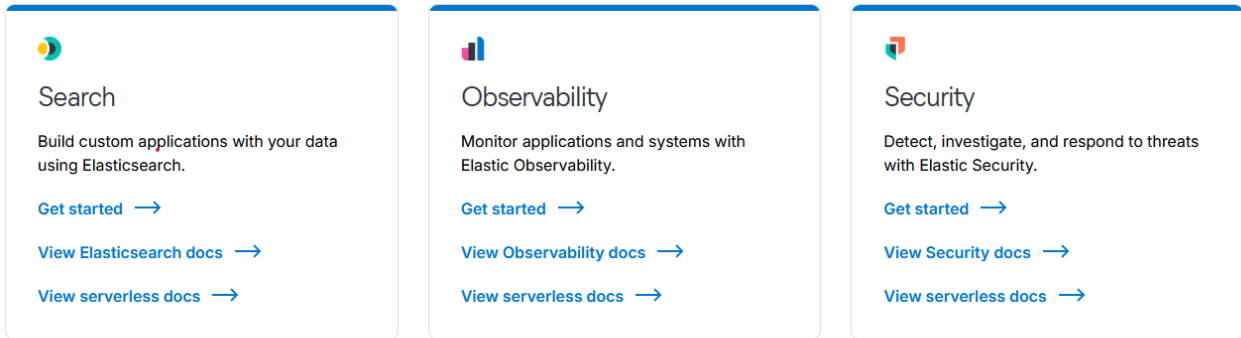 Search
Build custom applications with your data
using Elasticsearch.
Get started
View Elasticsearch docs
View serverless docs
Observability
Monitor applications and systems with
Elastic Observability.
Get started
View Observability docs
View serverless docs
Security
Detect, investigate, and respond to threats
with Elastic Security.
Get started
View Security docs
View serverless docs